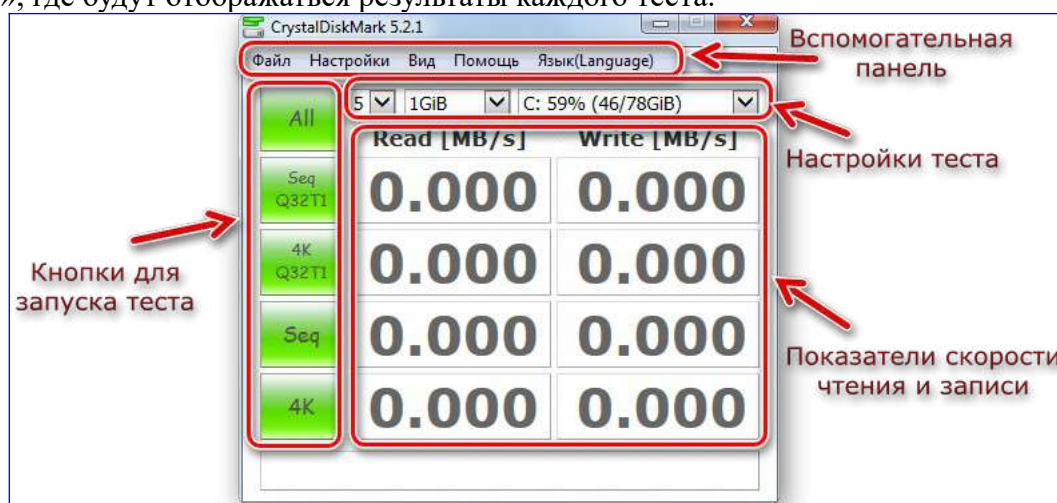 », где будут отображаться результаты каждого теста.
CrystalDiskMark 5.2.1
Файл Настройки Вид Помощь Язык(Language)
Вспомогательная
панель
All
5 1GiB C: 59% (46/78GiB)
Read [MB/s] Write [MB/s]
Настройки теста
Seq
Q32T1
0.000 0.000
4K
Q32T1
0.000 0.000
Кнопки для
запуска теста
Seq
0.000 0.000
Показатели скорости
чтения и записи
4K
0.000 0.000